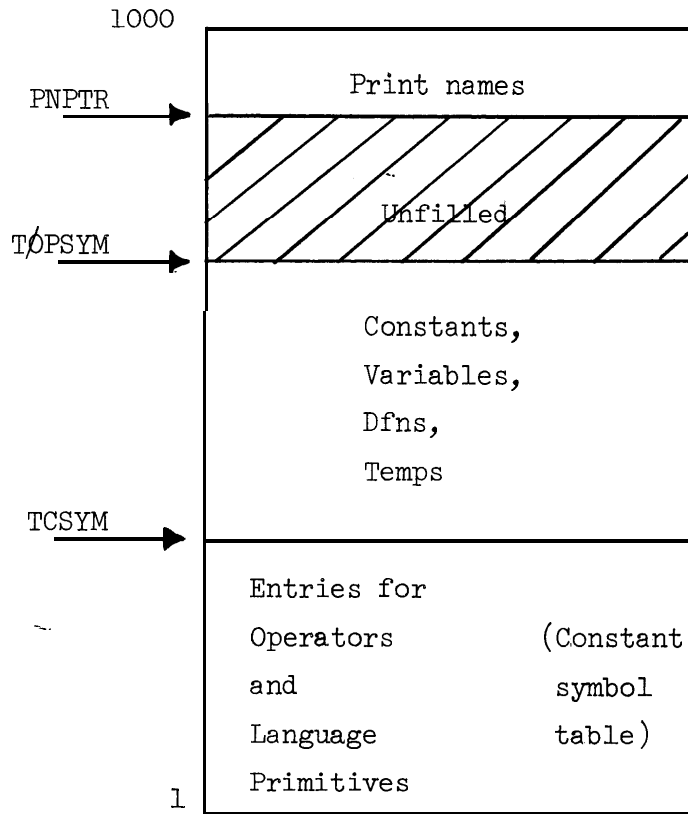 1000
Print names
PNPTR
Unfilled
TØPSYM
Constants,
Variables,
Dfns,
Temps
TCSYM
Entries for
Operators (Constant
and symbol
Language table)
Primitives
1